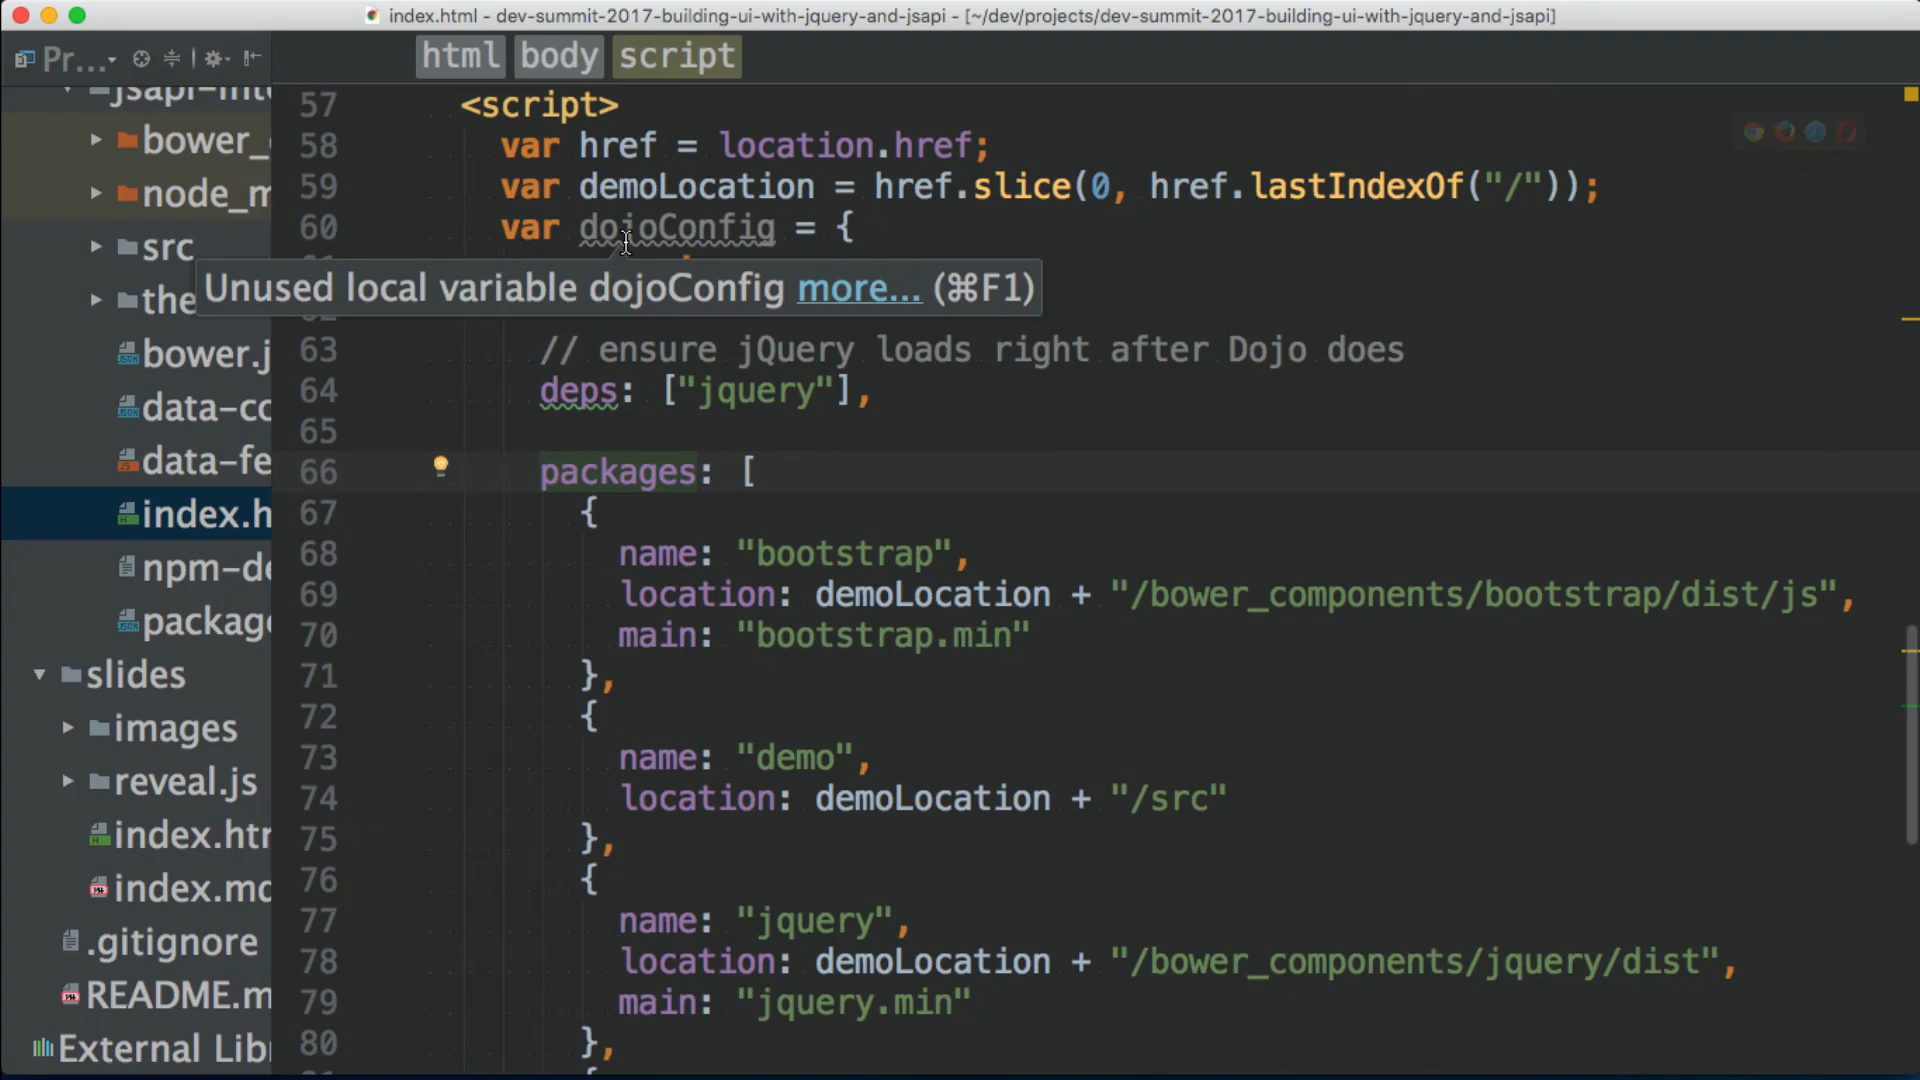 index.html - dev-summit-2017-building-ui-with-jquery-and-jsapi - [~/dev/projects/dev-summit-2017-building-ui-with-jquery-and-jsapi]
Pr...
html body script
bower_
node_m
src
the
bower.j
data-co
data-fe
index.h
npm-de
package
slides
images
reveal.js
index.htm
index.md
.gitignore
README.m
External Libr
57 <script>
58 var href = location.href;
59 var demoLocation = href.slice(0, href.lastIndexOf("/"));
60 var dojoConfig = {
Unused local variable dojoConfig more... (⌘F1)
63 // ensure jQuery loads right after Dojo does
64 deps: ["jquery"],
65
66 packages: [
67 {
68 name: "bootstrap",
69 location: demoLocation + "/bower_components/bootstrap/dist/js",
70 main: "bootstrap.min"
71 },
72 {
73 name: "demo",
74 location: demoLocation + "/src"
75 },
76 {
77 name: "jquery",
78 location: demoLocation + "/bower_components/jquery/dist",
79 main: "jquery.min"
80 },